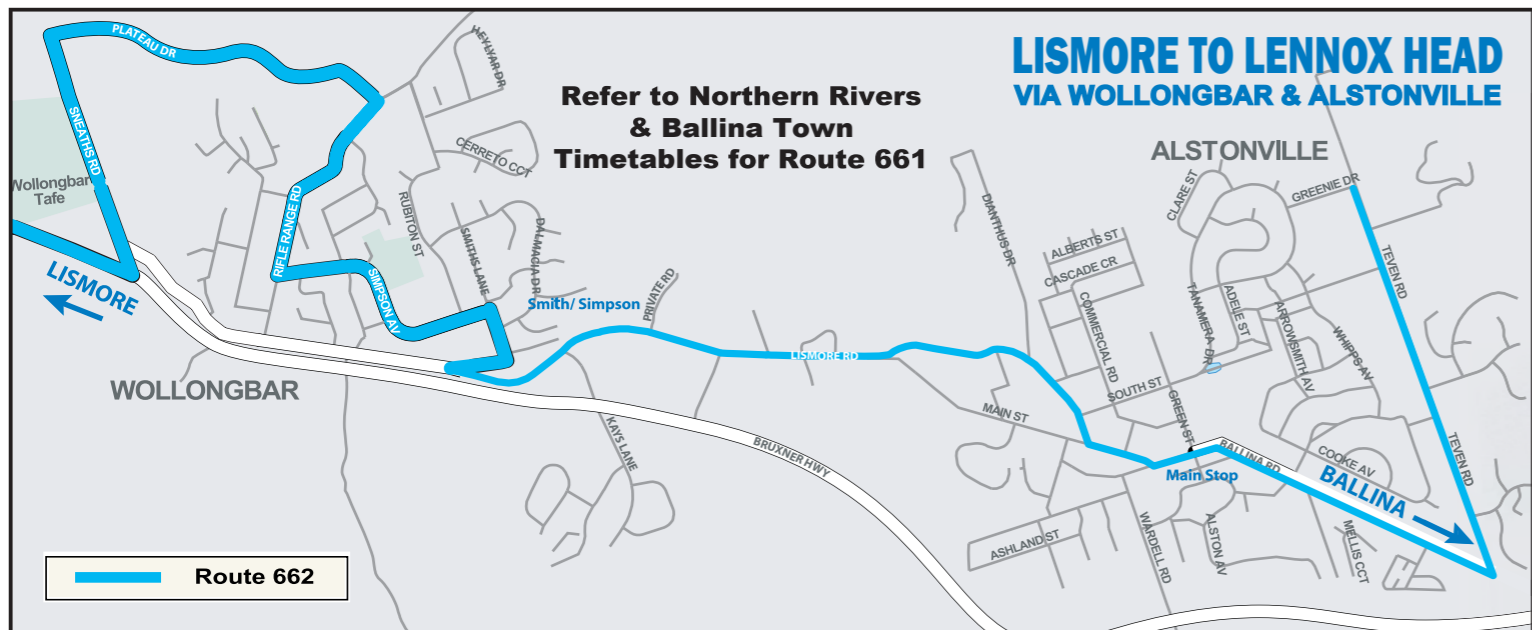 LISMORE TO LENNOX HEAD
VIA WOLLONGBAR & ALSTONVILLE
Refer to Northern Rivers
& Ballina Town
Timetables for Route 661
PLATEAU DR
SNEATHS RD
Wollongbar
Tafe
LISMORE
WOLLONGBAR
RIFLE RANGE RD
SIMPSON AV
RUBITON ST
SMITHS LANE
DALMACIA DR
CERRETO CCT
Smith/ Simpson
PRIVATE RD
LISMORE RD
KAYS LANE
BRUXNER HWY
ALSTONVILLE
DIANTHUS DR
ALBERTS ST
CASCADE CR
COMMERCIAL RD
CLARE ST
GREENIE DR
TANAMERA DR
ADELE ST
ARROWSMITH AV
WHIPPS AV
TEVEN RD
TEVEN RD
MAIN ST
SOUTH ST
GREEN ST
BALLINA RD
Main Stop
COOKE AV
BALLINA
ASHLAND ST
WARDELL RD
ALSTON AV
MELLIS CCT
Route 662